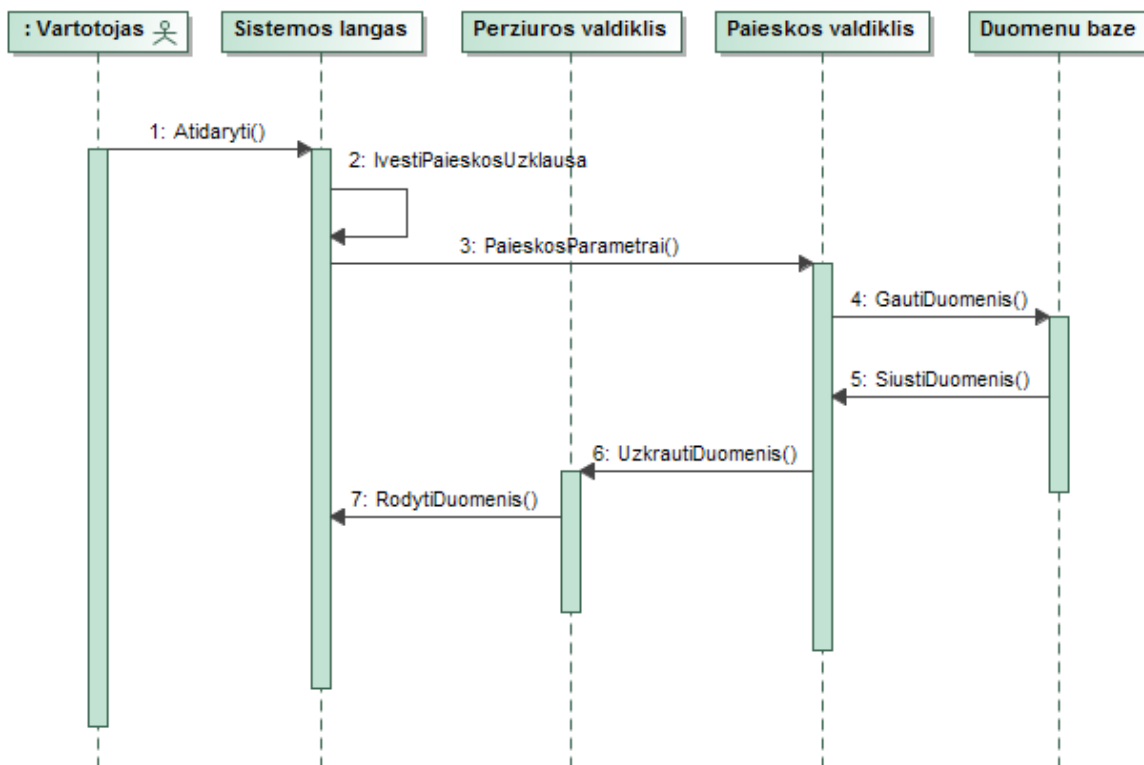 : Vartotojas
Sistemos langas
Perziuros valdiklis
Paieskos valdiklis
Duomenu baze
1: Atidaryti()
2: IvestiPaieskosUzklausa
3: PaieskosParametrai()
4: GautiDuomenis()
5: SiustiDuomenis()
6: UzkrautiDuomenis()
7: RodytiDuomenis()